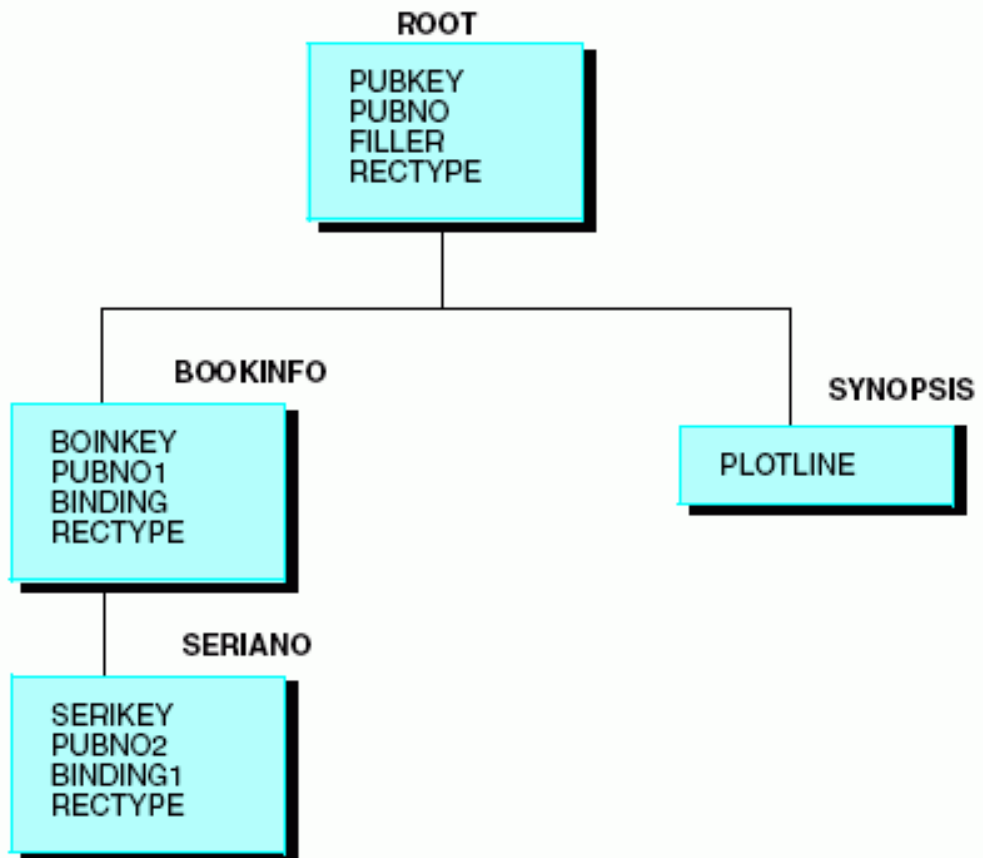 ROOT
PUBKEY
PUBNO
FILLER
RECTYPE
BOOKINFO
BOINKEY
PUBNO1
BINDING
RECTYPE
SYNOPSIS
PLOTLINE
SERIANO
SERIKEY
PUBNO2
BINDING1
RECTYPE